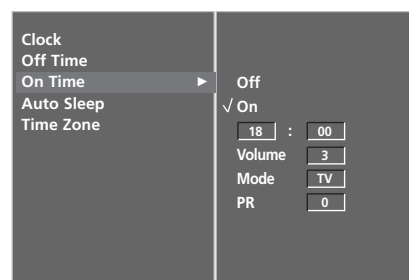 Clock
Off Time
On Time ►
Auto Sleep
Time Zone
Off
√ On
18 : 00
Volume 3
Mode TV
PR 0